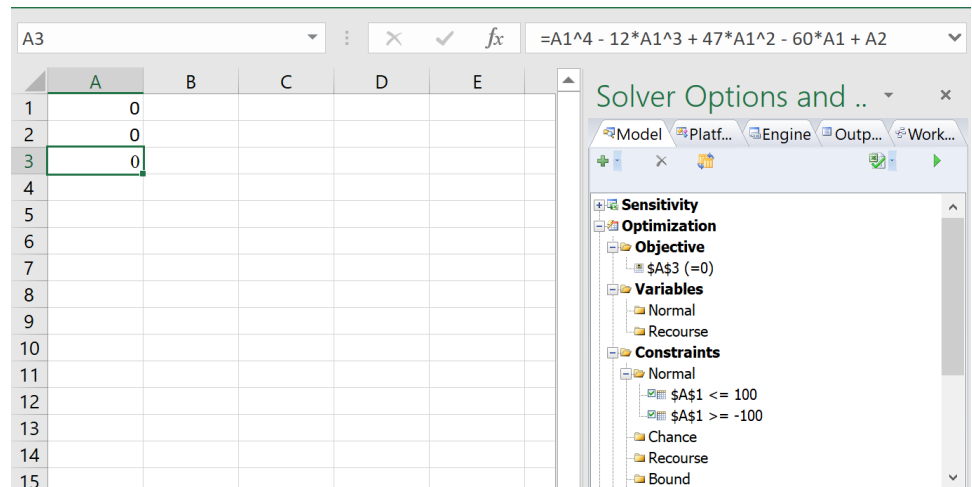 A3 fx =A1^4 - 12*A1^3 + 47*A1^2 - 60*A1 + A2
A B C D E
1 0
2 0
3 0
4
5
6
7
8
9
10
11
12
13
14
15
Solver Options and ..
Model Platf... Engine Outp... Work...
Sensitivity
Optimization
Objective
$A$3 (=0)
Variables
Normal
Recourse
Constraints
Normal
$A$1 <= 100
$A$1 >= -100
Chance
Recourse
Bound